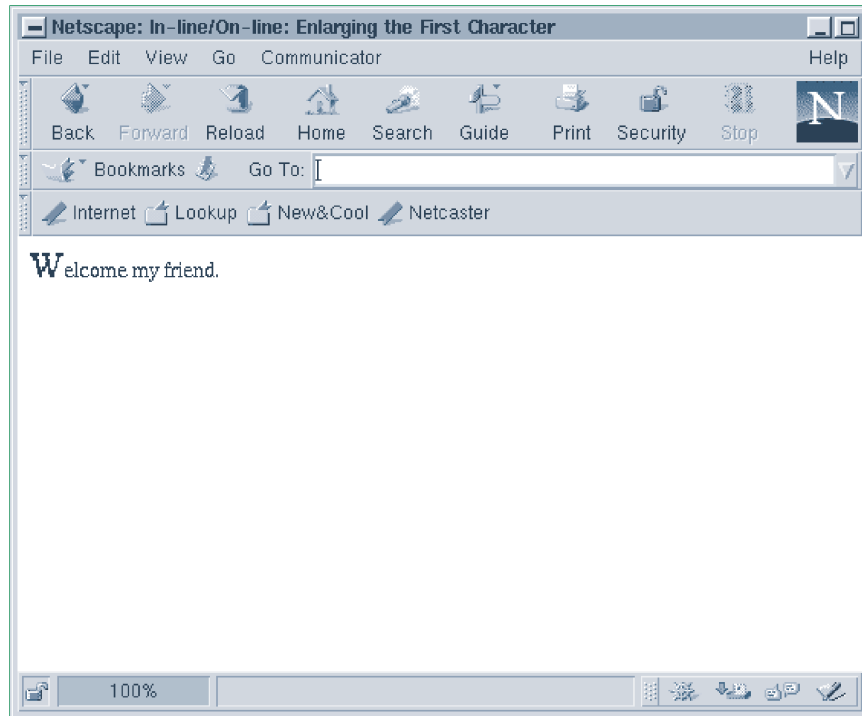 Netscape: In-line/On-line: Enlarging the First Character
File Edit View Go Communicator Help
Back Forward Reload Home Search Guide Print Security Stop N
Bookmarks Go To:
Internet Lookup New&Cool Netcaster
Welcome my friend.
100%